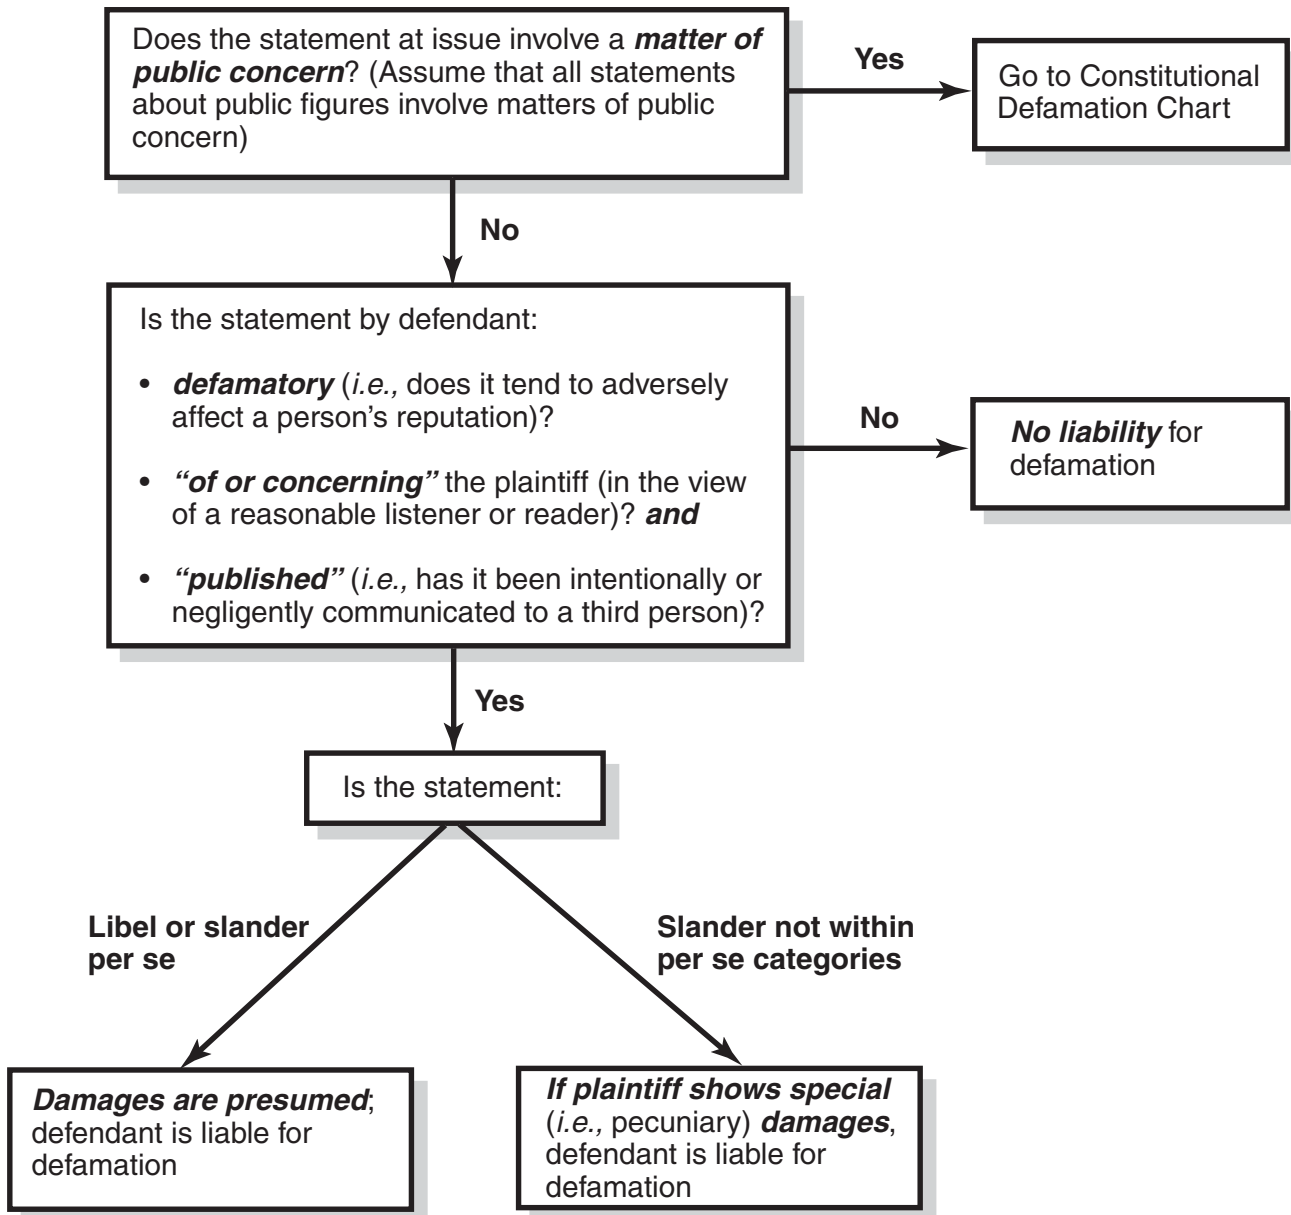 Does the statement at issue involve a matter of
public concern? (Assume that all statements
about public figures involve matters of public
concern)
Yes
Go to Constitutional
Defamation Chart
No
Is the statement by defendant:
• defamatory (i.e., does it tend to adversely
affect a person’s reputation)?
• “of or concerning” the plaintiff (in the view
of a reasonable listener or reader)? and
• “published” (i.e., has it been intentionally or
negligently communicated to a third person)?
No
No liability for
defamation
Yes
Is the statement:
Libel or slander
per se
Slander not within
per se categories
Damages are presumed;
defendant is liable for
defamation
If plaintiff shows special
(i.e., pecuniary) damages,
defendant is liable for
defamation